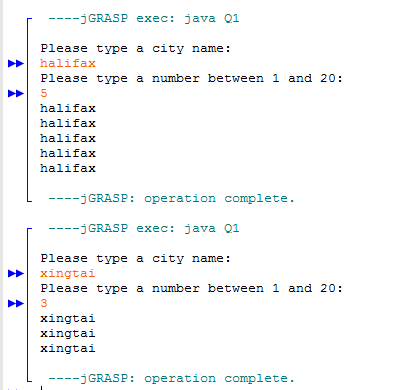 ----jGRASP exec: java Q1
Please type a city name:
halifax
Please type a number between 1 and 20:
5
halifax
halifax
halifax
halifax
halifax
----jGRASP: operation complete.
----jGRASP exec: java Q1
Please type a city name:
xingtai
Please type a number between 1 and 20:
3
xingtai
xingtai
xingtai
----jGRASP: operation complete.